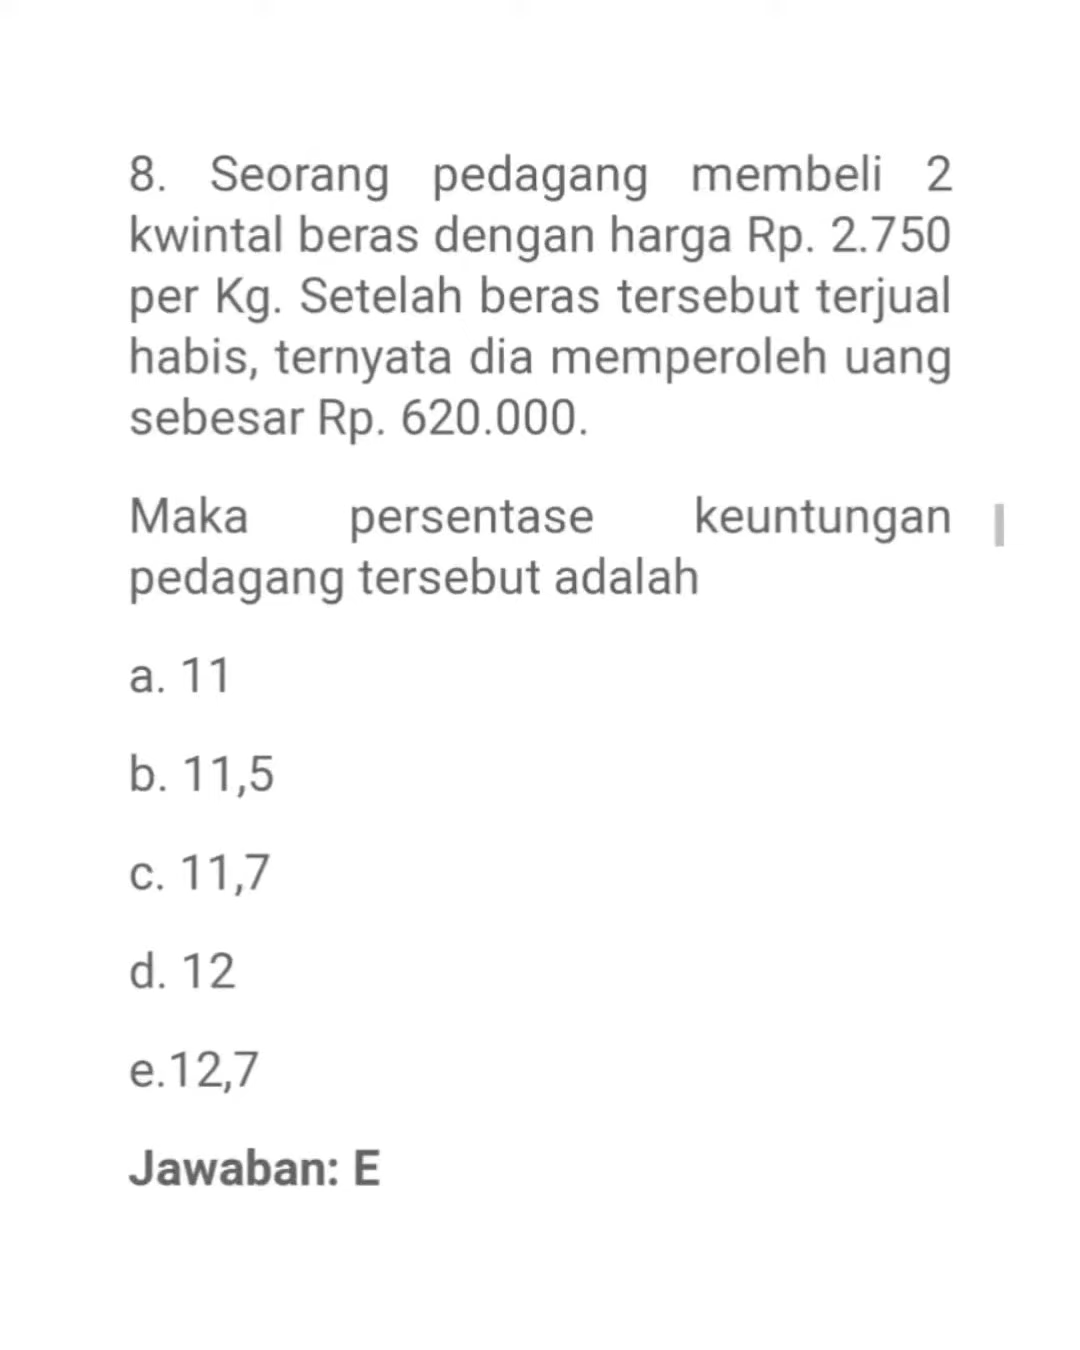 8. Seorang pedagang membeli 2
kwintal beras dengan harga Rp. 2.750
per Kg. Setelah beras tersebut terjual
habis, ternyata dia memperoleh uang
sebesar Rp. 620.000.
Maka persentase keuntungan
pedagang tersebut adalah
a. 11
b. 11,5
c. 11,7
d. 12
e.12,7
Jawaban: E